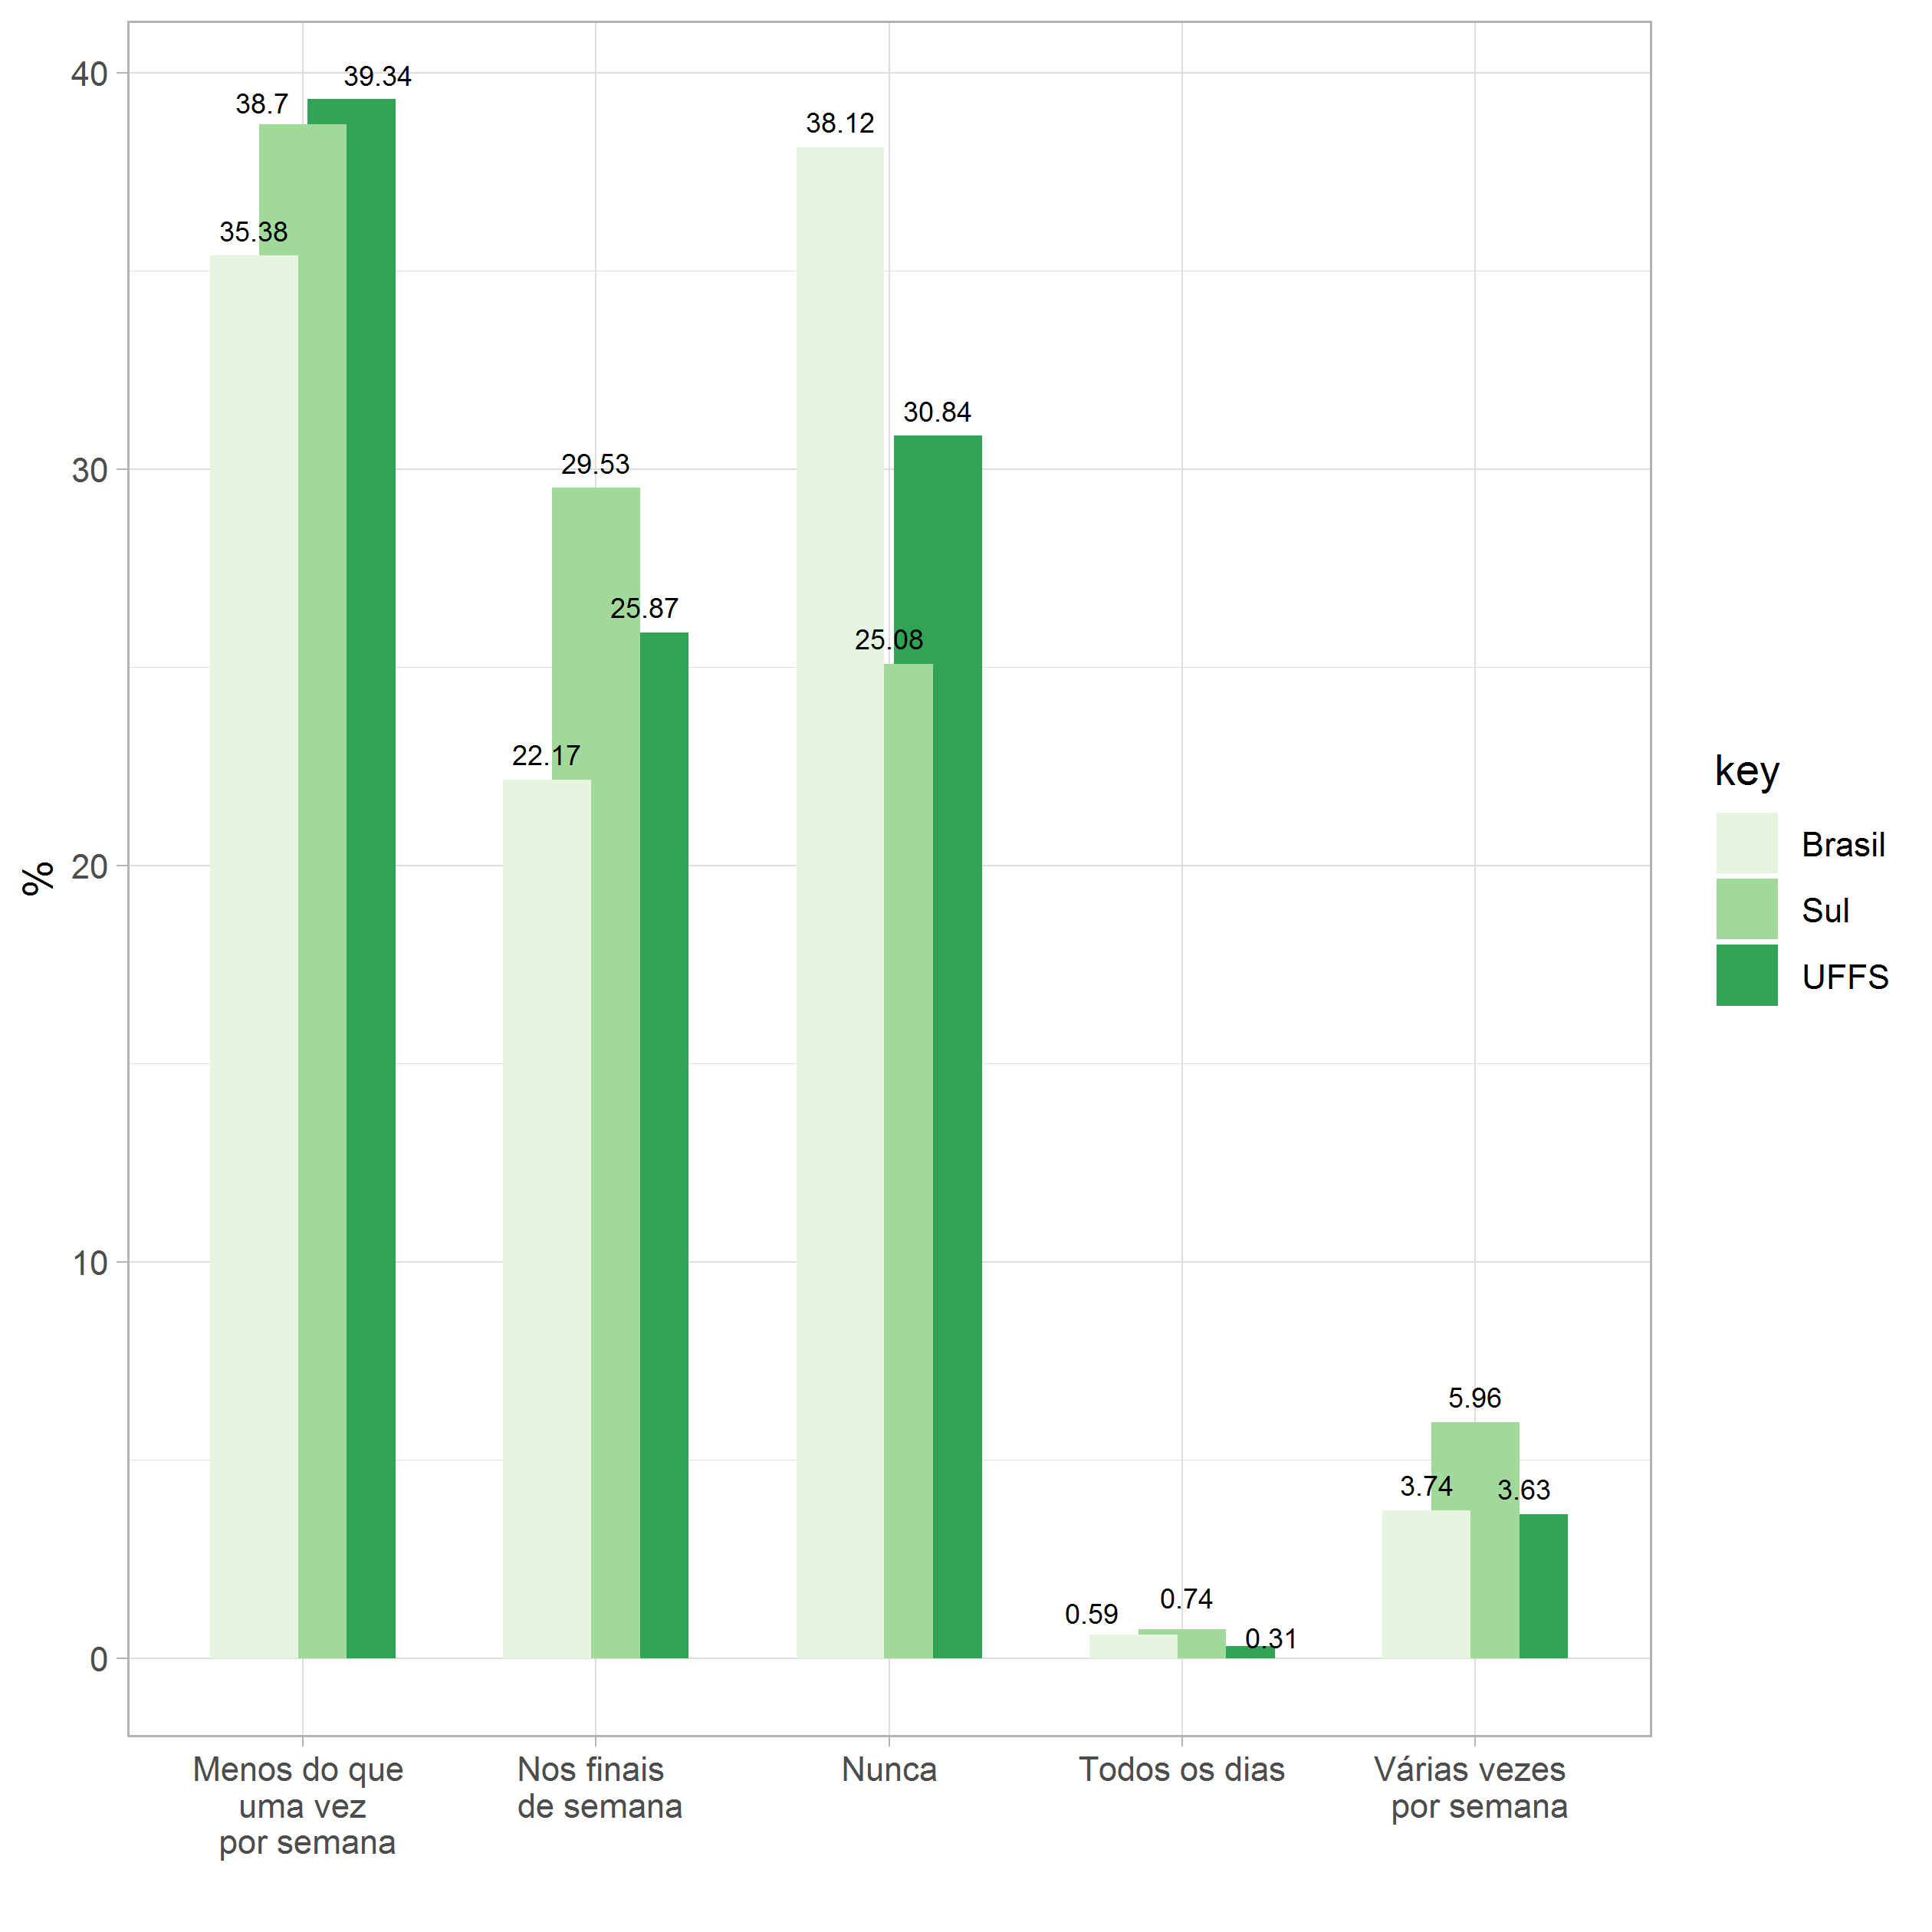 %
40
30
20
10
0
35.38
38.7
39.34
22.17
29.53
25.87
38.12
25.08
30.84
0.59
0.74
0.31
3.74
5.96
3.63
Menos do que
uma vez
por semana
Nos finais
de semana
Nunca
Todos os dias
Várias vezes
por semana
key
Brasil
Sul
UFFS